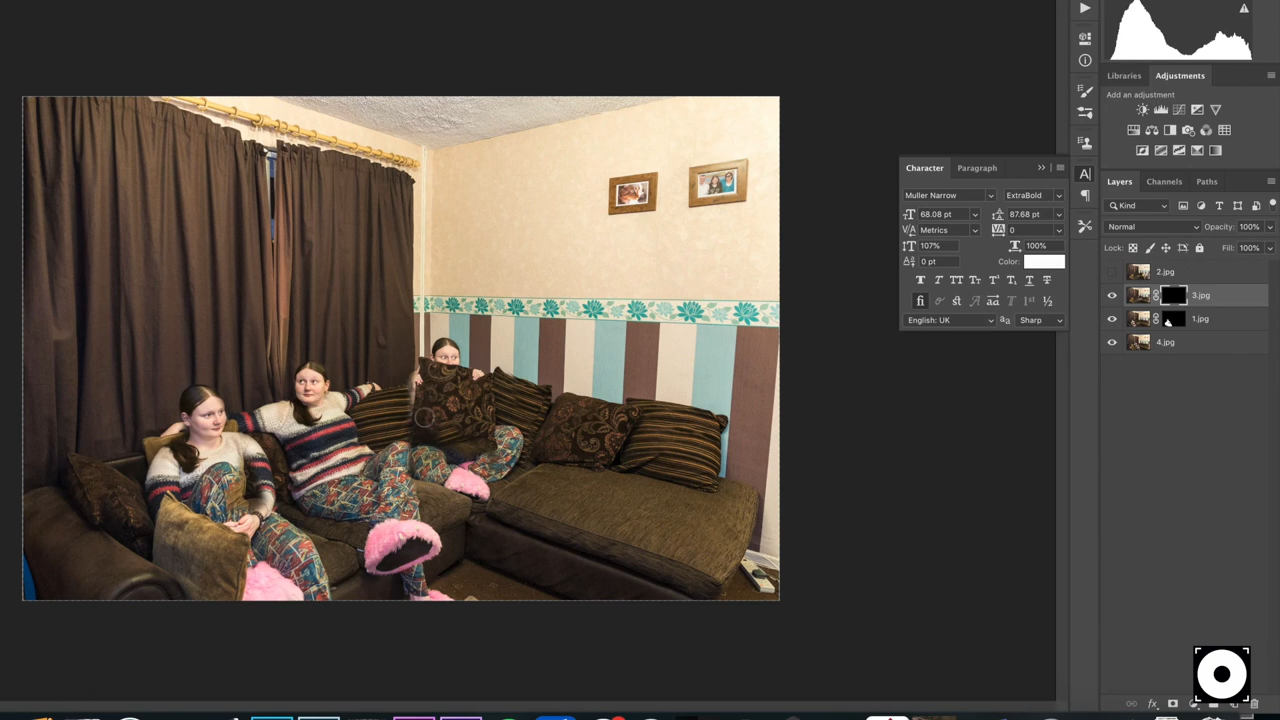 Libraries
Adjustments
Add an adjustment
Character
Paragraph
Muller Narrow
ExtraBold
68.08 pt
87.68 pt
Metrics
0
107%
100%
0 pt
Color:
English: UK
Sharp
Layers
Channels
Paths
Kind
Normal
Opacity: 100%
Lock:
Fill: 100%
2.jpg
3.jpg
1.jpg
4.jpg